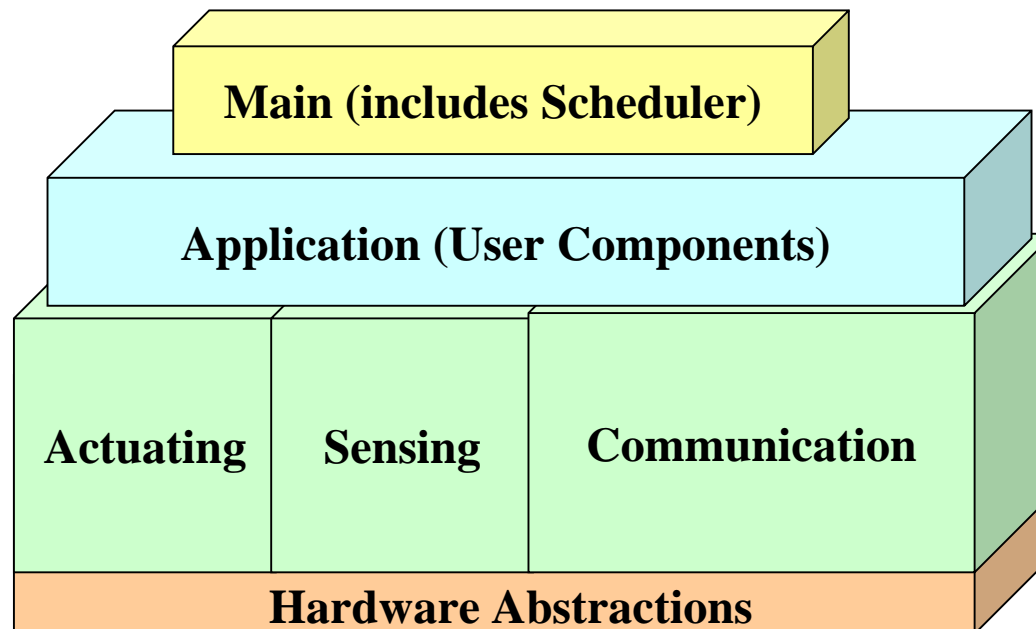 Main (includes Scheduler)
Application (User Components)
Actuating
Sensing
Communication
Hardware Abstractions